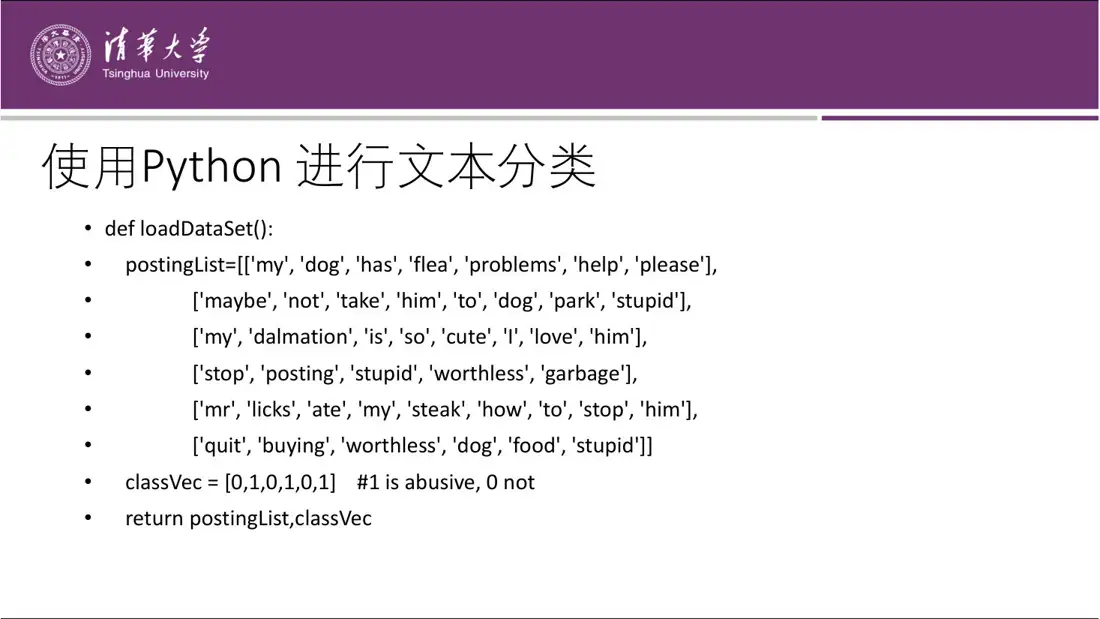 清华大学
Tsinghua University
使用Python 进行文本分类
• def loadDataSet():
• postingList=[['my', 'dog', 'has', 'flea', 'problems', 'help', 'please'],
• ['maybe', 'not', 'take', 'him', 'to', 'dog', 'park', 'stupid'],
• ['my', 'dalmation', 'is', 'so', 'cute', 'I', 'love', 'him'],
• ['stop', 'posting', 'stupid', 'worthless', 'garbage'],
• ['mr', 'licks', 'ate', 'my', 'steak', 'how', 'to', 'stop', 'him'],
• ['quit', 'buying', 'worthless', 'dog', 'food', 'stupid']]
• classVec = [0,1,0,1,0,1] #1 is abusive, 0 not
• return postingList,classVec